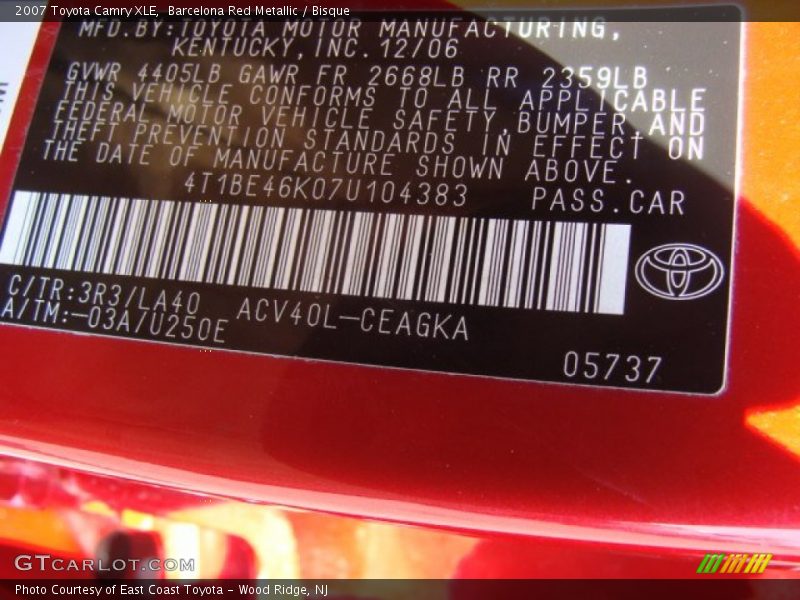 2007 Toyota Camry XLE, Barcelona Red Metallic / Bisque
MFD.BY:TOYOTA MOTOR MANUFACTURING,
KENTUCKY,INC.12/06
GVWR 4405LB GAWR FR 2668LB RR 2359LB
THIS VEHICLE CONFORMS TO ALL APPLICABLE
FEDERAL MOTOR VEHICLE SAFETY,BUMPER,AND
THEFT PREVENTION STANDARDS IN EFFECT ON
THE DATE OF MANUFACTURE SHOWN ABOVE.
4T1BE46K07U104383 PASS.CAR
C/TR:3R3/LA40 ACV40L-CEAGKA
A/TM:-03A/U250E
05737
GTCARLOT.COM
Photo Courtesy of East Coast Toyota - Wood Ridge, NJ